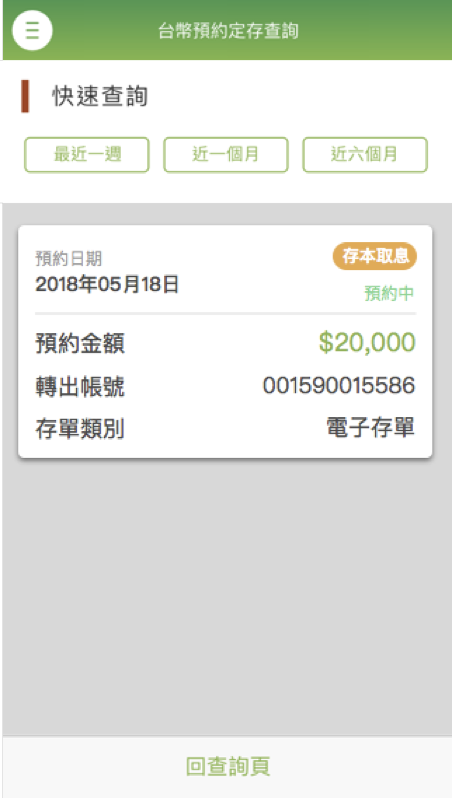 台幣預約定存查詢
快速查詢
最近一週 近一個月 近六個月
預約日期 存本取息
2018年05月18日 預約中
預約金額 $20,000
轉出帳號 001590015586
存單類別 電子存單
回查詢頁